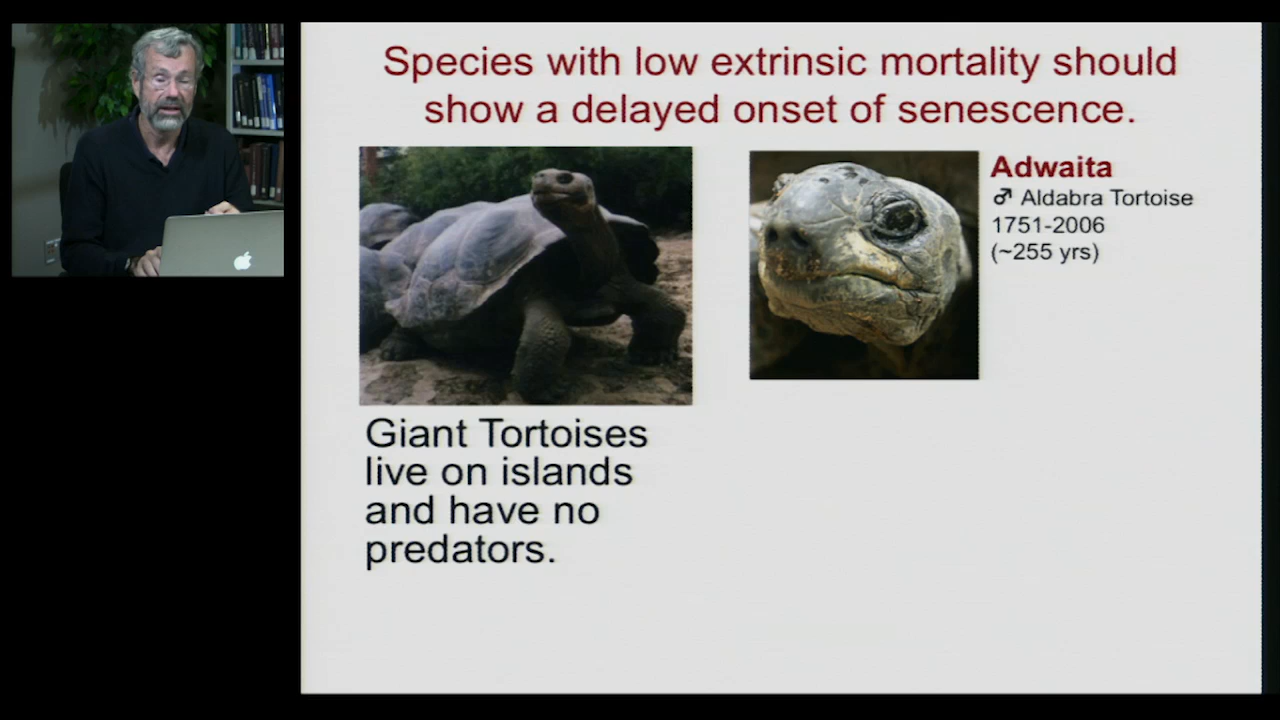 Species with low extrinsic mortality should
show a delayed onset of senescence.
Adwaita
♂ Aldabra Tortoise
1751-2006
(~255 yrs)
Giant Tortoises
live on islands
and have no
predators.